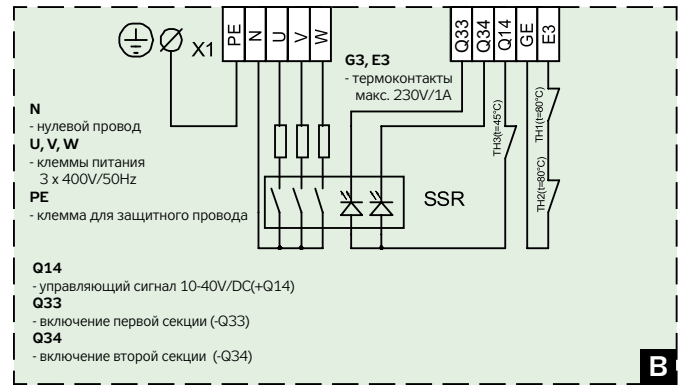 X1
PE
N
U
V
W
Q33
Q34
Q14
GE
E3
G3, E3
- термоконтакты
макс. 230V/1A
TH3(t=45°C)
TH1(t=80°C)
TH2(t=80°C)
N
- нулевой провод
U, V, W
- клеммы питания
3 x 400V/50Hz
PE
- клемма для защитного провода
SSR
Q14
- управляющий сигнал 10-40V/DC(+Q14)
Q33
- включение первой секции (-Q33)
Q34
- включение второй секции (-Q34)
B